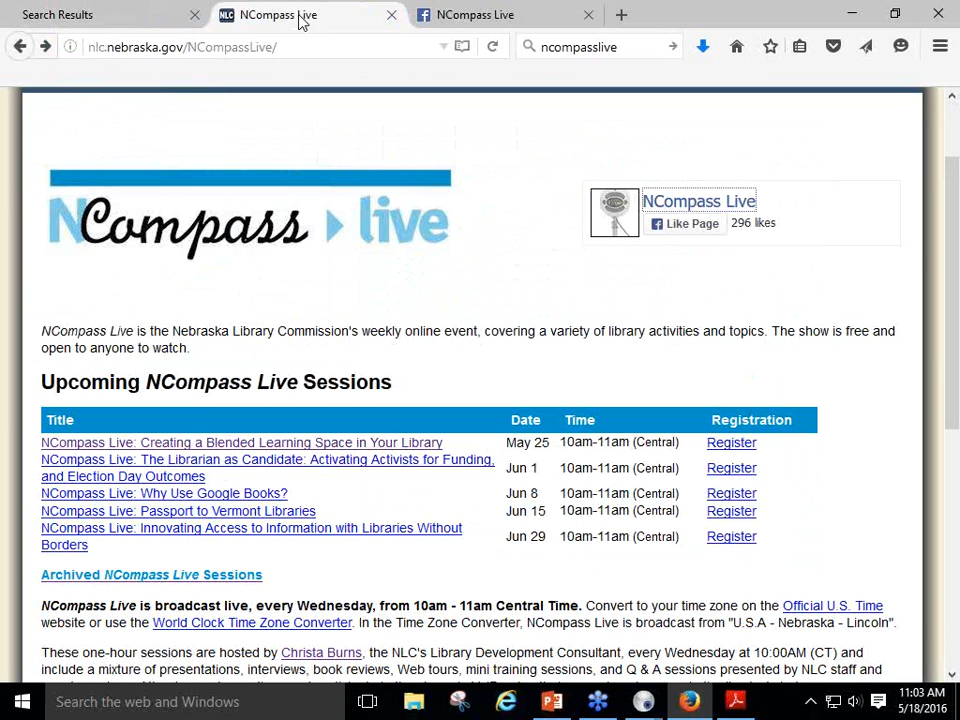 Search Results
NLC NCompass Live
NCompass Live
nlc.nebraska.gov/NCompassLive/
ncompasslive
NCompass live
NCompass Live
Like Page 296 likes
NCompass Live is the Nebraska Library Commission's weekly online event, covering a variety of library activities and topics. The show is free and
open to anyone to watch.
Upcoming NCompass Live Sessions
Title Date Time Registration
NCompass Live: Creating a Blended Learning Space in Your Library May 25 10am-11am (Central) Register
NCompass Live: The Librarian as Candidate: Activating Activists for Funding,
and Election Day Outcomes Jun 1 10am-11am (Central) Register
NCompass Live: Why Use Google Books? Jun 8 10am-11am (Central) Register
NCompass Live: Passport to Vermont Libraries Jun 15 10am-11am (Central) Register
NCompass Live: Innovating Access to Information with Libraries Without
Borders Jun 29 10am-11am (Central) Register
Archived NCompass Live Sessions
NCompass Live is broadcast live, every Wednesday, from 10am - 11am Central Time. Convert to your time zone on the Official U.S. Time
website or use the World Clock Time Zone Converter. In the Time Zone Converter, NCompass Live is broadcast from "U.S.A - Nebraska - Lincoln".
These one-hour sessions are hosted by Christa Burns, the NLC's Library Development Consultant, every Wednesday at 10:00AM (CT) and
include a mixture of presentations, interviews, book reviews, Web tours, mini training sessions, and Q & A sessions presented by NLC staff and
Search the web and Windows
11:03 AM
5/18/2016